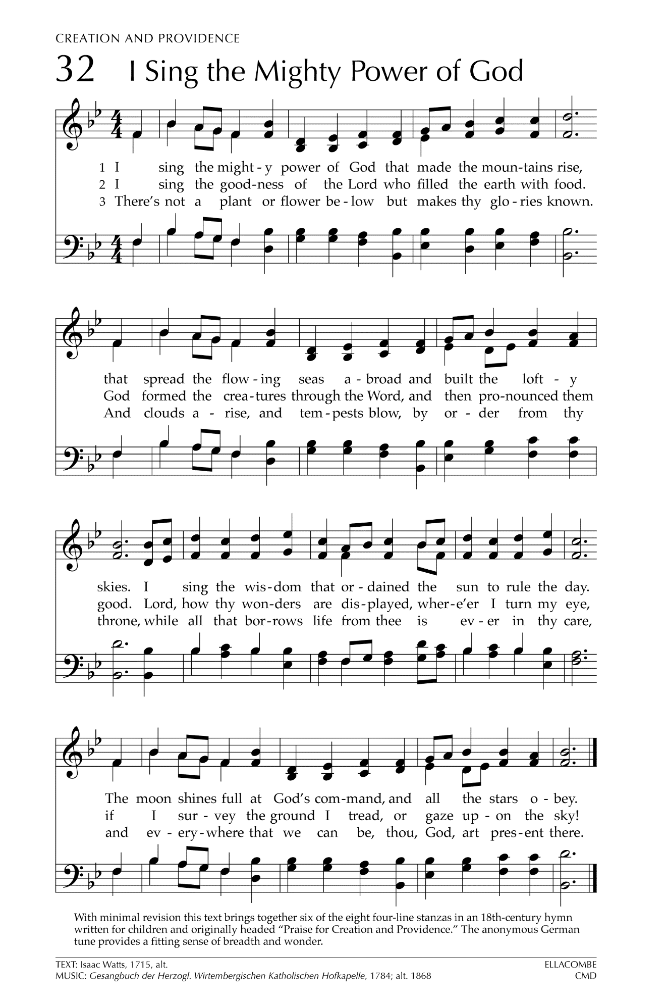 CREATION AND PROVIDENCE
32 I Sing the Mighty Power of God
1 I sing the might - y power of God that made the moun - tains rise,
2 I sing the good - ness of the Lord who filled the earth with food.
3 There's not a plant or flower be - low but makes thy glo - ries known.
that spread the flow - ing seas a - broad and built the loft - y
God formed the crea - tures through the Word, and then pro - nounced them
And clouds a - rise, and tem - pests blow, by or - der from thy
skies. I sing the wis - dom that or - dained the sun to rule the day.
good. Lord, how thy won - ders are dis - played, wher - e'er I turn my eye,
throne, while all that bor - rows life from thee is ev - er in thy care,
The moon shines full at God's com - mand, and all the stars o - bey.
if I sur - vey the ground I tread, or gaze up - on the sky!
and ev - ery - where that we can be, thou, God, art pres - ent there.
With minimal revision this text brings together six of the eight four-line stanzas in an 18th-century hymn
written for children and originally headed “Praise for Creation and Providence.” The anonymous German
tune provides a fitting sense of breadth and wonder.
TEXT: Isaac Watts, 1715, alt. ELLACOMBE
MUSIC: Gesangbuch der Herzogl. Wirtembergischen Katholischen Hofkapelle, 1784; alt. 1868 CMD